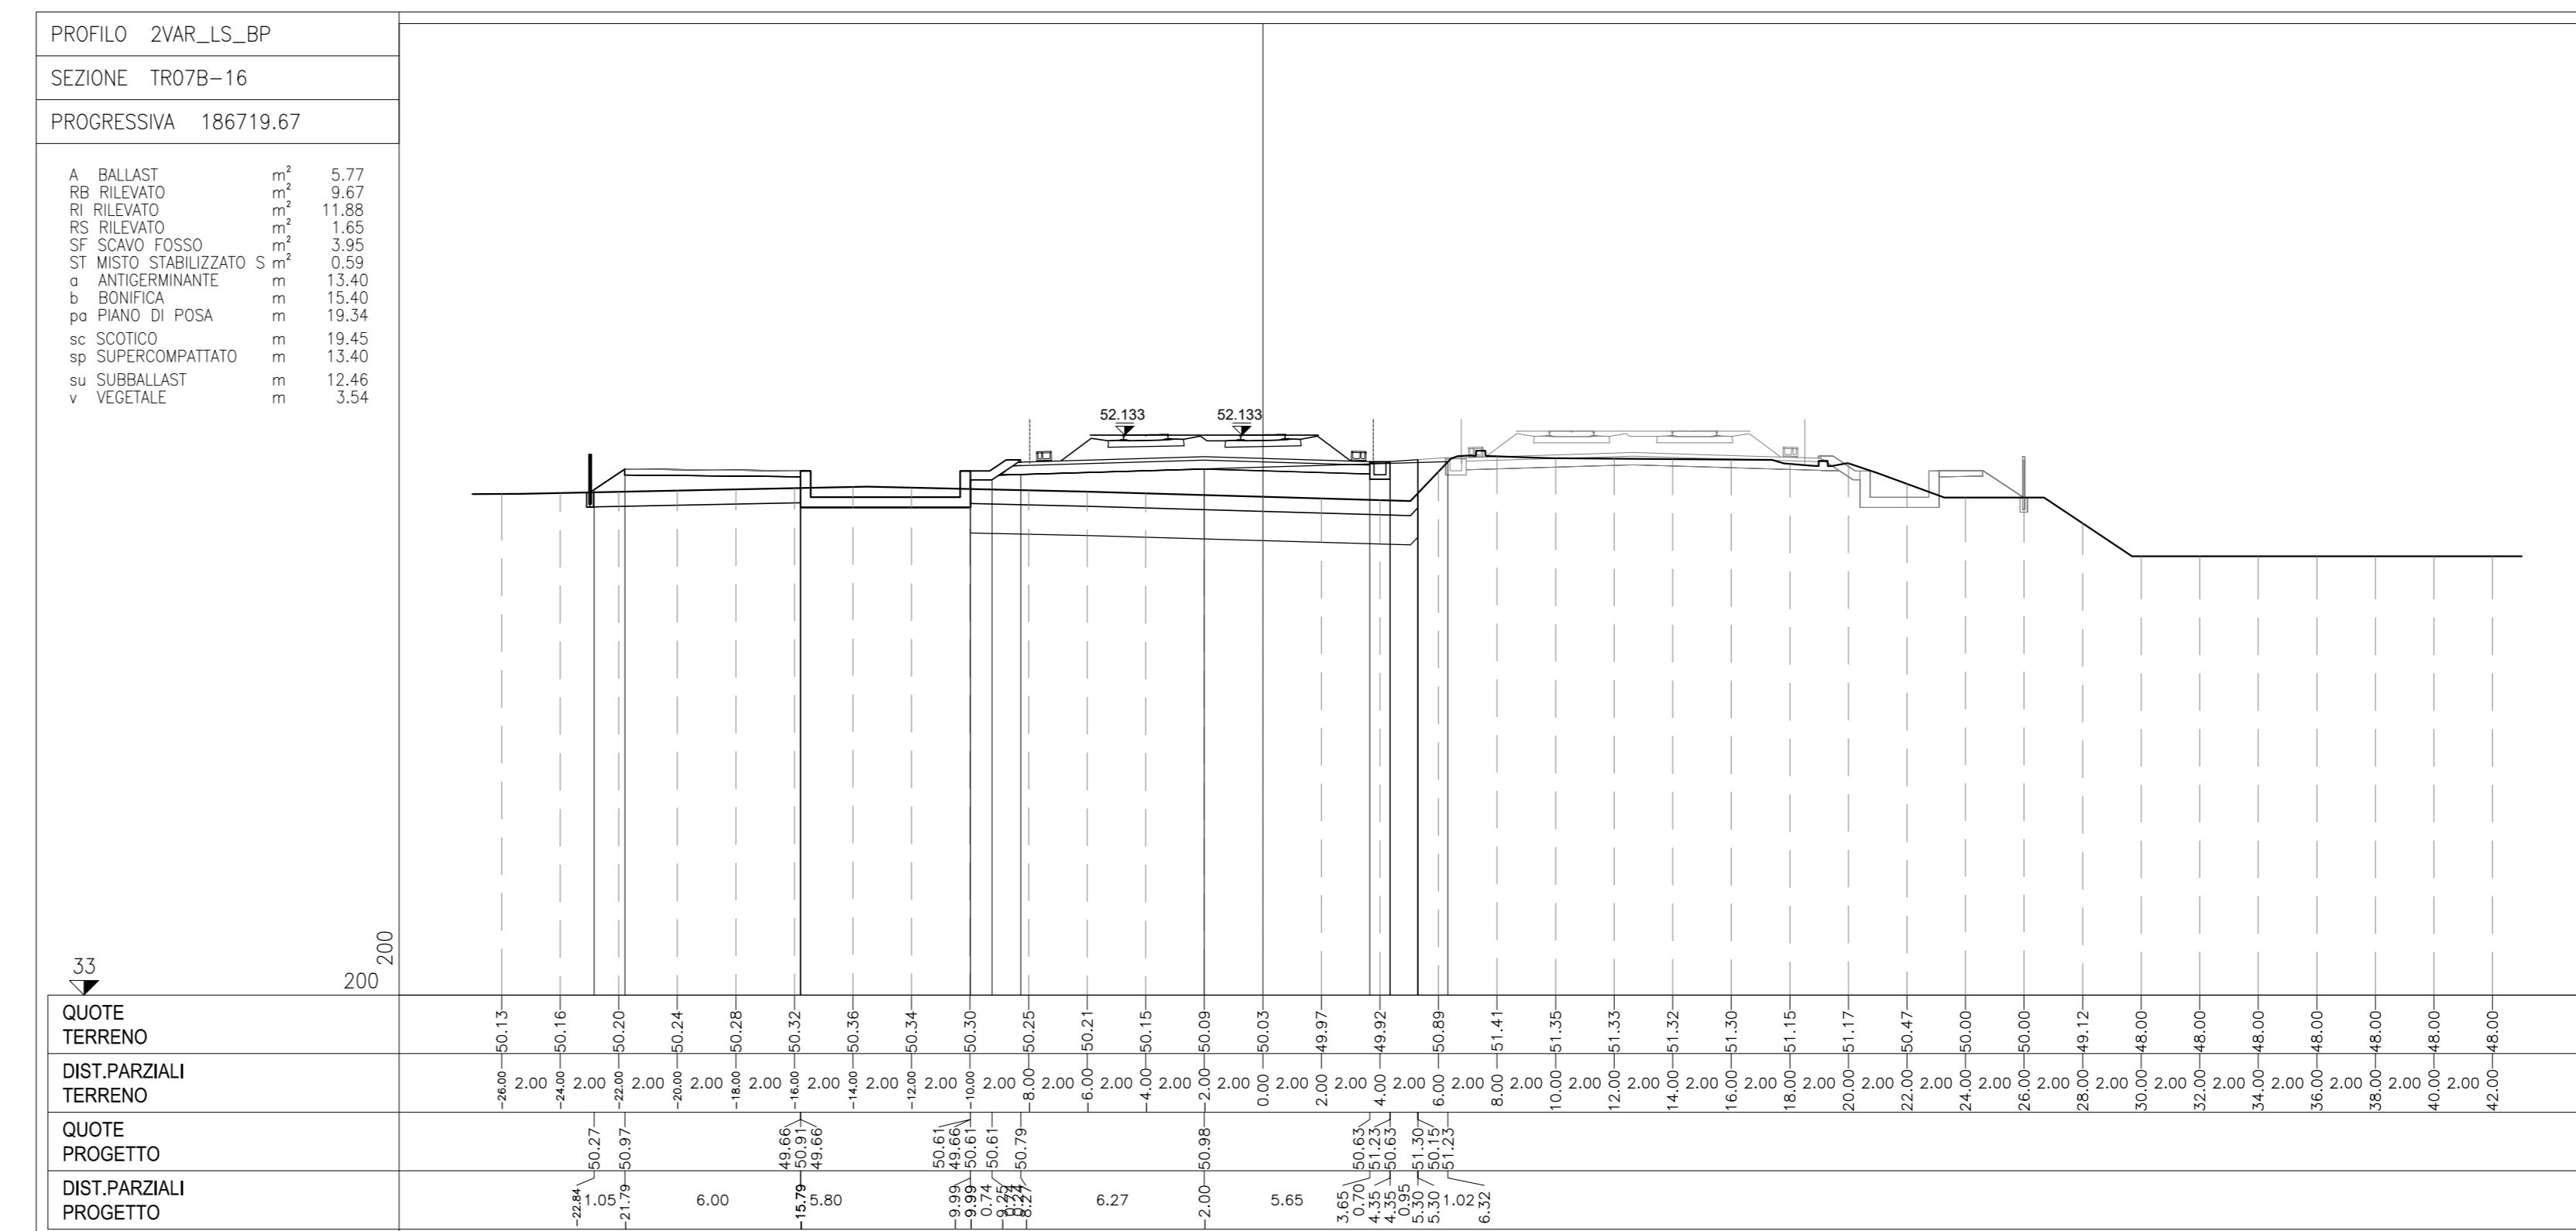 PROFILO 2VAR_LS_BP
SEZIONE TR07B-16
PROGRESSIVA 186719.67
A BALLAST m² 5.77
RB RILEVATO m² 9.67
RI RILEVATO m² 11.88
RS RILEVATO m² 1.65
SF SCAVO FOSSO m² 3.95
ST MISTO STABILIZZATO S m² 0.59
a ANTIGERMINANTE m 13.40
b BONIFICA m 15.40
pa PIANO DI POSA m 19.34
sc SCOTICO m 19.45
sp SUPERCOMPATTATO m 13.40
su SUBBALLAST m 12.46
v VEGETALE m 3.54
52.133 52.133
33
200
200
QUOTE TERRENO
50.13 50.16 50.20 50.24 50.28 50.32 50.36 50.34 50.30 50.25 50.21 50.15 50.09 50.03 49.97 49.92 50.89 51.41 51.35 51.33 51.32 51.30 51.15 51.17 50.47 50.00 50.00 49.12 48.00 48.00 48.00 48.00 48.00 48.00 48.00
DIST.PARZIALI TERRENO
-26.00 2.00 -24.00 2.00 -22.00 2.00 -20.00 2.00 -18.00 2.00 -16.00 2.00 -14.00 2.00 -12.00 2.00 -10.00 2.00 -8.00 2.00 -6.00 2.00 -4.00 2.00 -2.00 2.00 0.00 2.00 2.00 2.00 4.00 2.00 6.00 2.00 8.00 2.00 10.00 2.00 12.00 2.00 14.00 2.00 16.00 2.00 18.00 2.00 20.00 2.00 22.00 2.00 24.00 2.00 26.00 2.00 28.00 2.00 30.00 2.00 32.00 2.00 34.00 2.00 36.00 2.00 38.00 2.00 40.00 2.00 42.00
QUOTE PROGETTO
50.27 50.97 49.66 50.91 49.66 50.61 49.66 50.61 50.61 50.79 50.98 50.63 51.23 50.63 51.30 50.15 51.23
DIST.PARZIALI PROGETTO
-22.84 1.05 -21.79 6.00 -15.79 5.80 -9.99 -9.99 0.74 8.27 6.27 -2.00 5.65 3.65 0.70 4.35 4.35 0.95 5.30 5.30 1.02 6.32